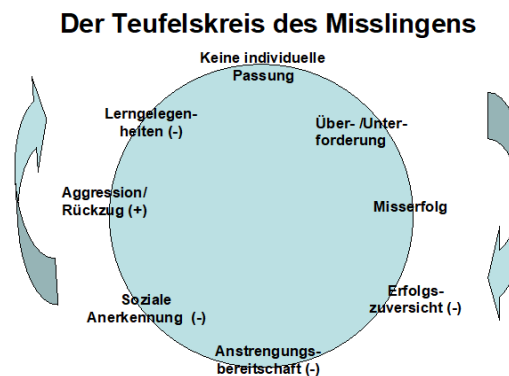 Der Teufelskreis des Misslingens
Keine individuelle
Passung
Über- /Unter-
forderung
Misserfolg
Erfolgs-
zuversicht (-)
Anstrengungs-
bereitschaft (-)
Soziale
Anerkennung  (-)
Aggression/
Rückzug (+)
Lerngelegen-
heiten (-)